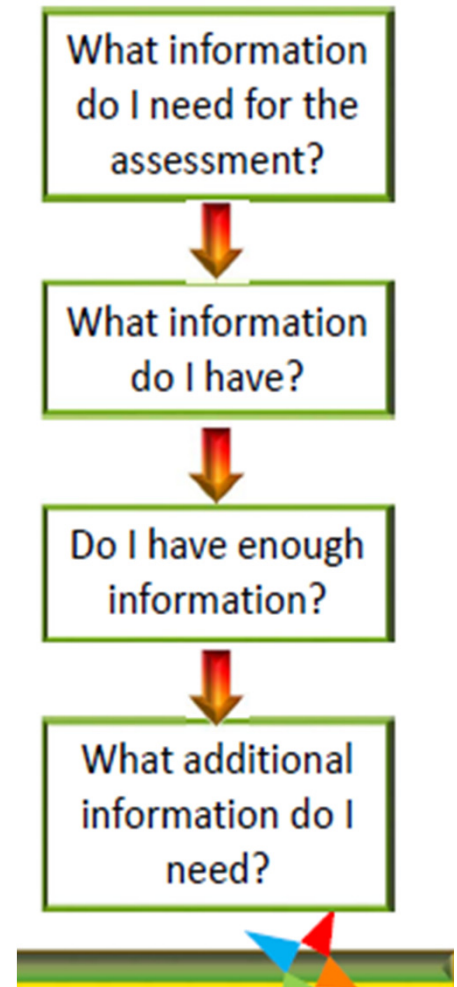 What information
do I need for the
assessment?
What information
do I have?
Do I have enough
information?
What additional
information do I
need?